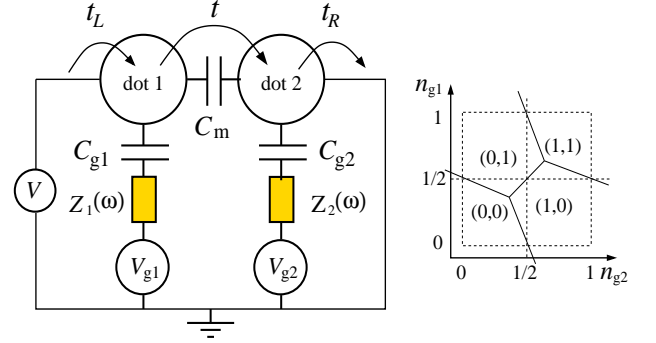 t_L t t_R
dot 1 dot 2
C_m
C_g1 C_g2
V Z_1(ω) Z_2(ω)
V_g1 V_g2
n_g1
1
(0,1) (1,1)
1/2
(0,0) (1,0)
0
0 1/2 1 n_g2